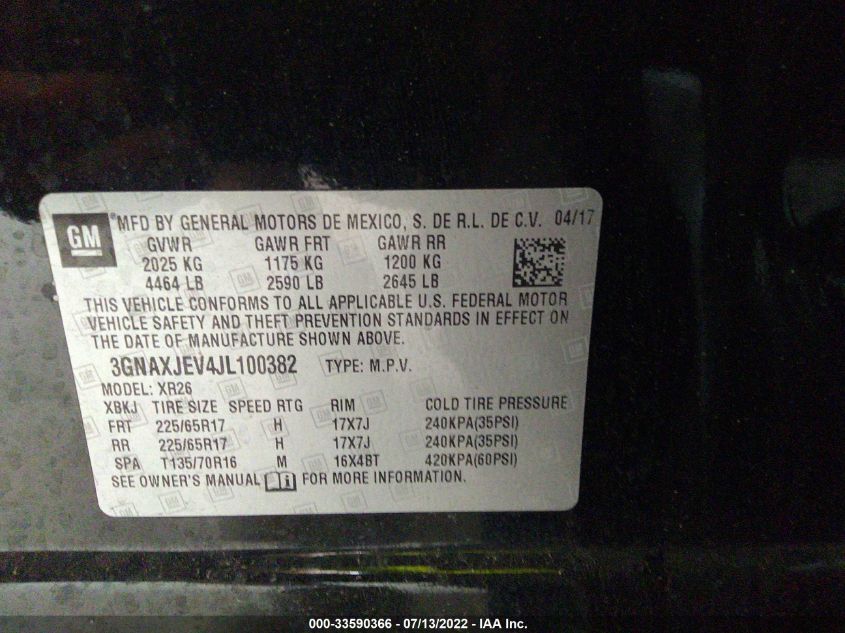 GM ® MFD BY GENERAL MOTORS DE MEXICO, S. DE R.L. DE C.V. 04/17
GVWR GAWR FRT GAWR RR
2025 KG 1175 KG 1200 KG
4464 LB 2590 LB 2645 LB
THIS VEHICLE CONFORMS TO ALL APPLICABLE U.S. FEDERAL MOTOR
VEHICLE SAFETY AND THEFT PREVENTION STANDARDS IN EFFECT ON
THE DATE OF MANUFACTURE SHOWN ABOVE.
3GNAXJEV4JL100382 TYPE: M.P.V.
MODEL: XR26
XBKJ TIRE SIZE SPEED RTG RIM COLD TIRE PRESSURE
FRT 225/65R17 H 17X7J 240KPA(35PSI)
RR 225/65R17 H 17X7J 240KPA(35PSI)
SPA T135/70R16 M 16X4BT 420KPA(60PSI)
SEE OWNER'S MANUAL FOR MORE INFORMATION.
000-33590366 - 07/13/2022 - IAA Inc.